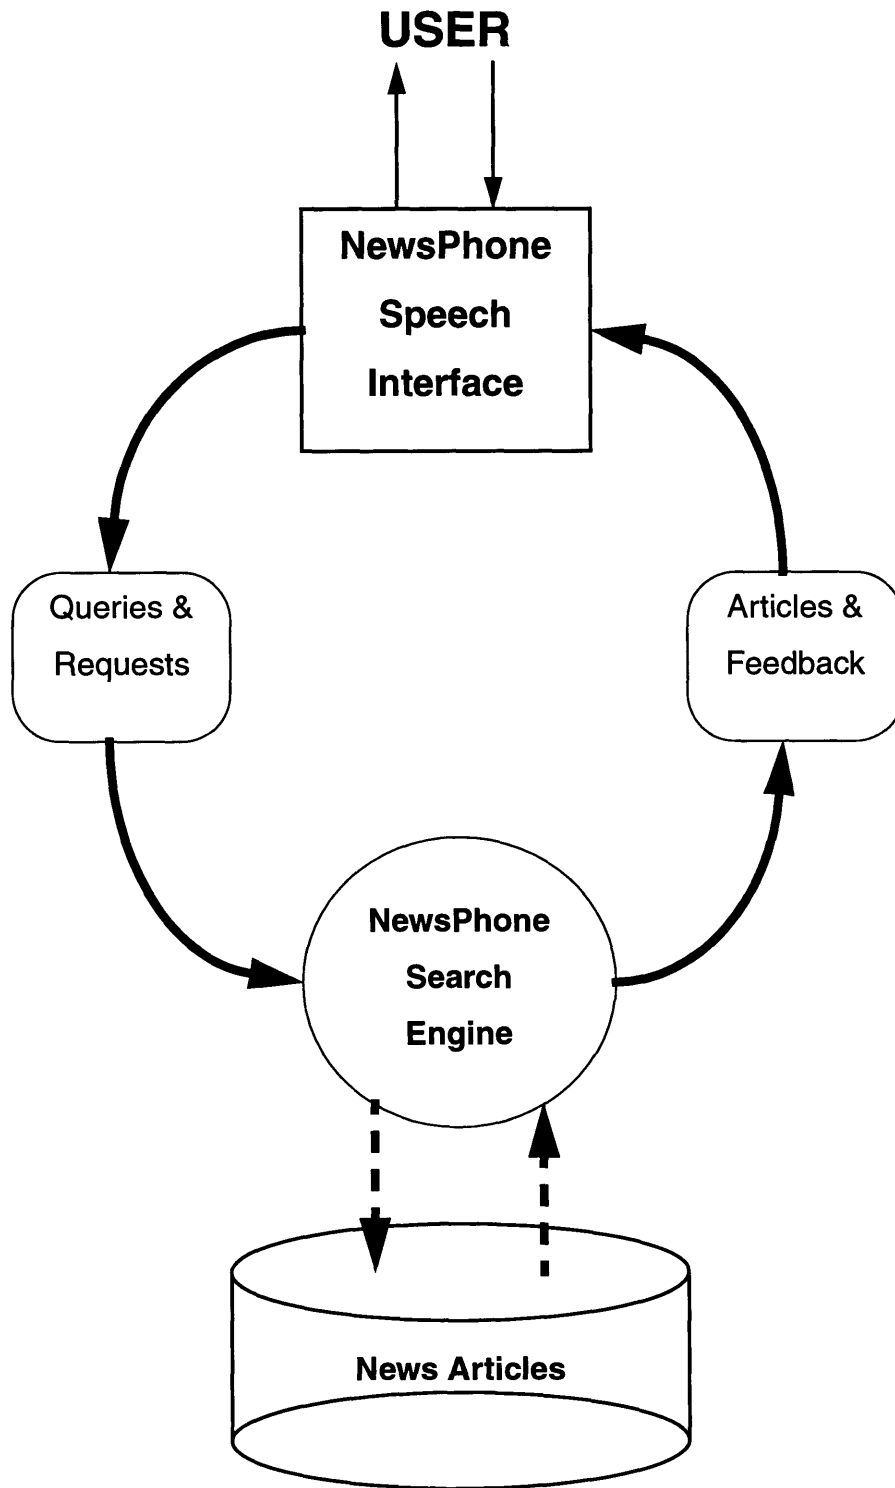 USER
NewsPhone
Speech
Interface
Queries &
Requests
Articles &
Feedback
NewsPhone
Search
Engine
News Articles